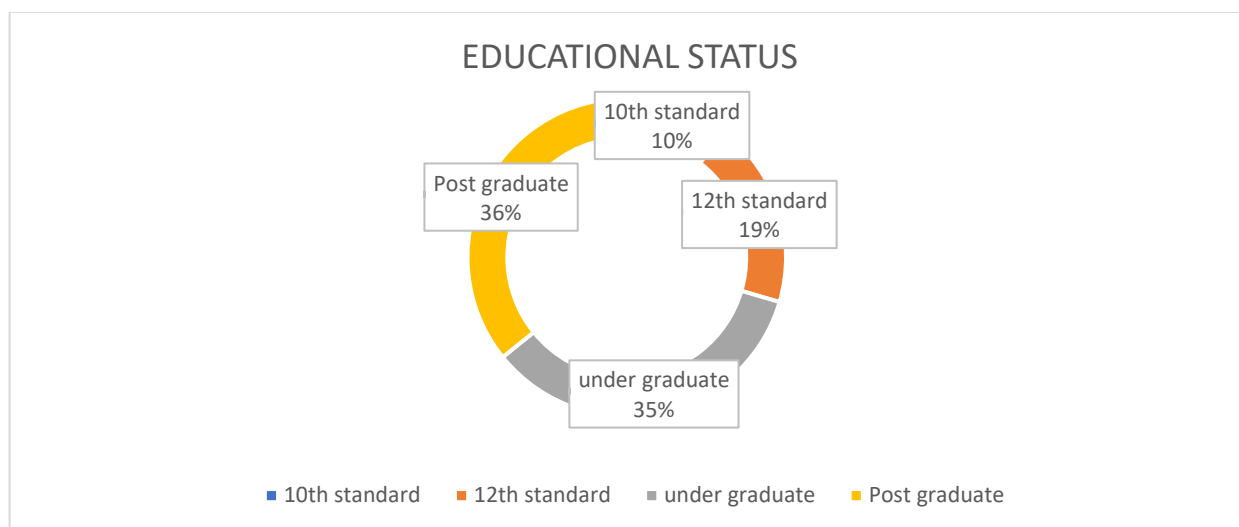 EDUCATIONAL STATUS
10th standard
10%
Post graduate
36%
12th standard
19%
under graduate
35%
10th standard 12th standard under graduate Post graduate